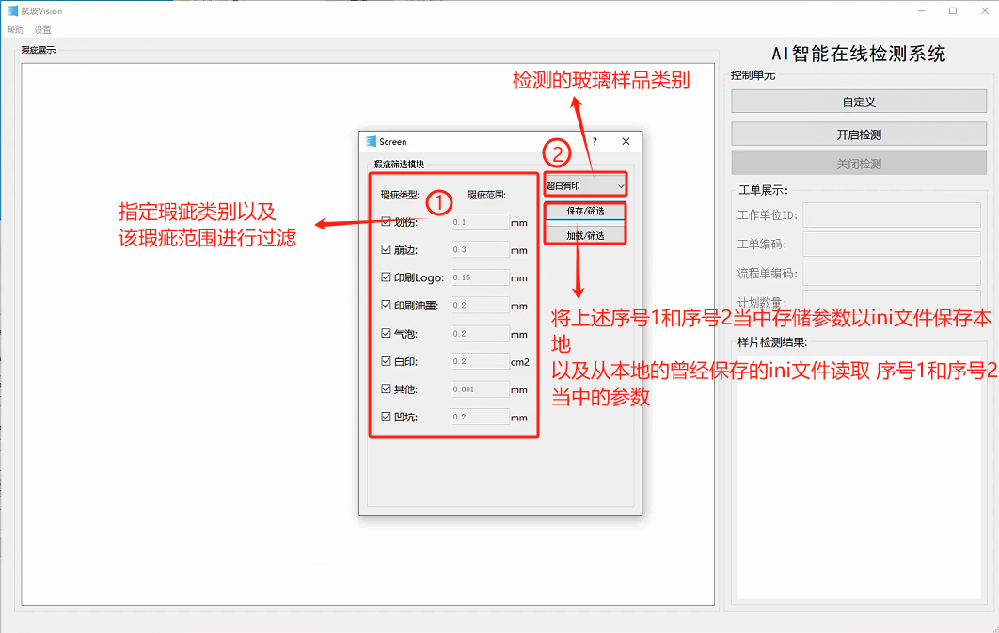 聚玻Vision
帮助 设置
瑕疵展示:
AI智能在线检测系统
控制单元
自定义
开启检测
关闭检测
工单展示:
工作单位ID:
工单编码:
流程单编码:
计划数量:
样片检测结果:
检测的玻璃样品类别
Screen
?
瑕疵筛选模块
瑕疵类型: ① 瑕疵范围:
划伤: 0.1 mm
崩边: 0.3 mm
印刷Logo: 0.15 mm
印刷油墨: 0.2 mm
气泡: 0.2 mm
白印: 0.2 cm2
其他: 0.001 mm
凹坑: 0.2 mm
②
超白有印
保存/筛选
加载/筛选
指定瑕疵类别以及
该瑕疵范围进行过滤
将上述序号1和序号2当中存储参数以ini文件保存本
地
以及从本地的曾经保存的ini文件读取 序号1和序号2
当中的参数